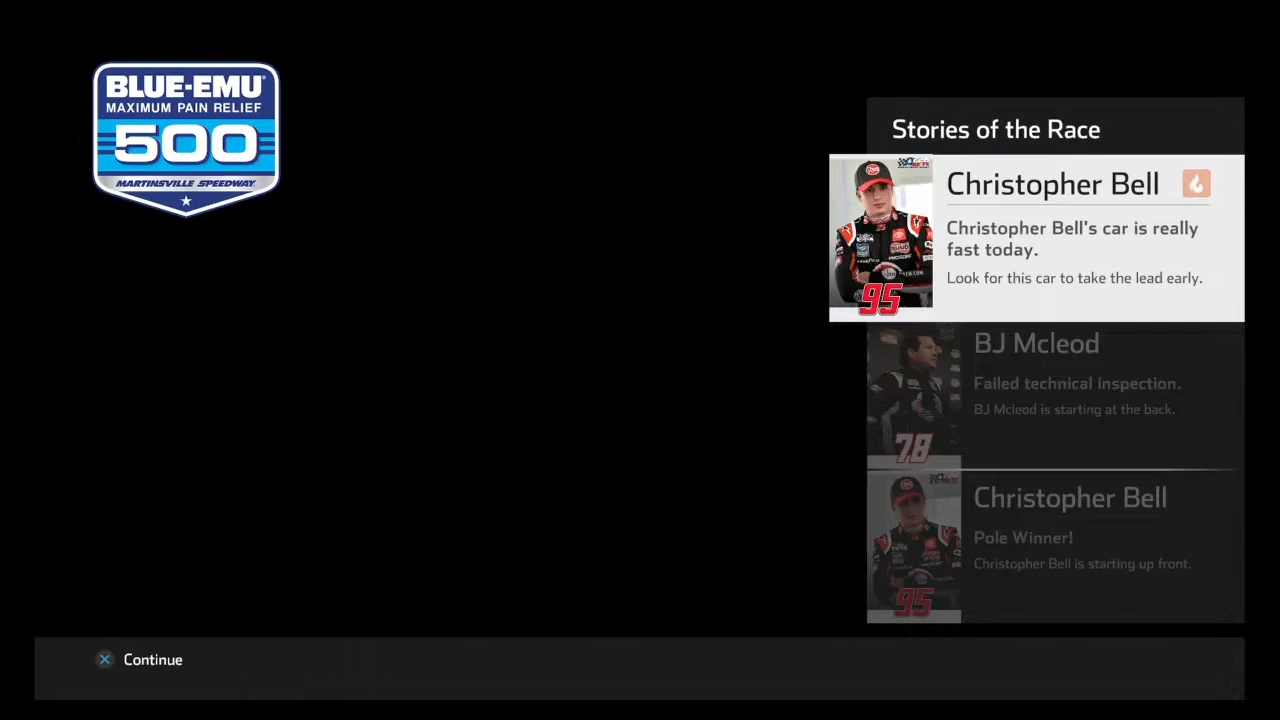 BLUE-EMU
MAXIMUM PAIN RELIEF
500
MARTINSVILLE SPEEDWAY
Stories of the Race
Christopher Bell
Christopher Bell's car is really
fast today.
Look for this car to take the lead early.
95
BJ Mcleod
Failed technical inspection.
BJ Mcleod is starting at the back.
78
Christopher Bell
Pole Winner!
Christopher Bell is starting up front.
95
Continue